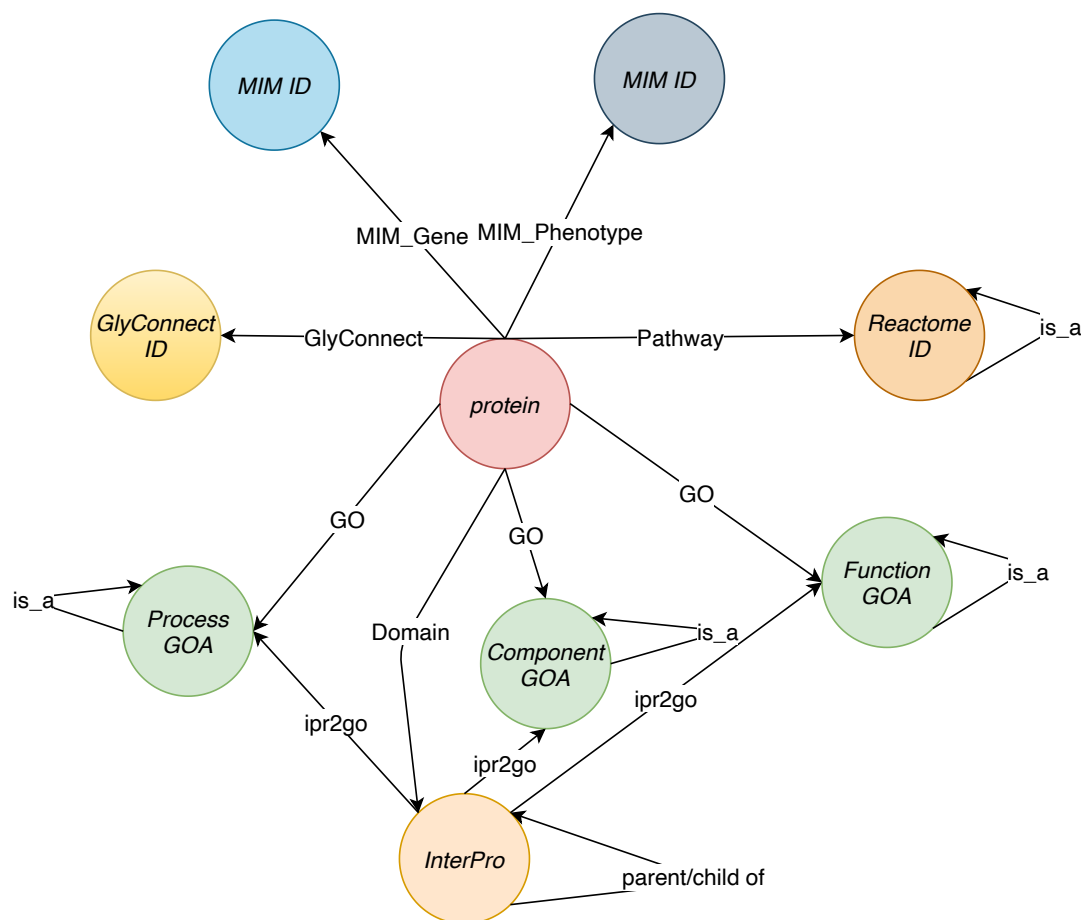 MIM ID
MIM ID
MIM_Gene
MIM_Phenotype
GlyConnect
ID
GlyConnect
Pathway
Reactome
ID
is_a
protein
GO
GO
GO
is_a
Process
GOA
Domain
Component
GOA
is_a
Function
GOA
is_a
ipr2go
ipr2go
ipr2go
InterPro
parent/child of